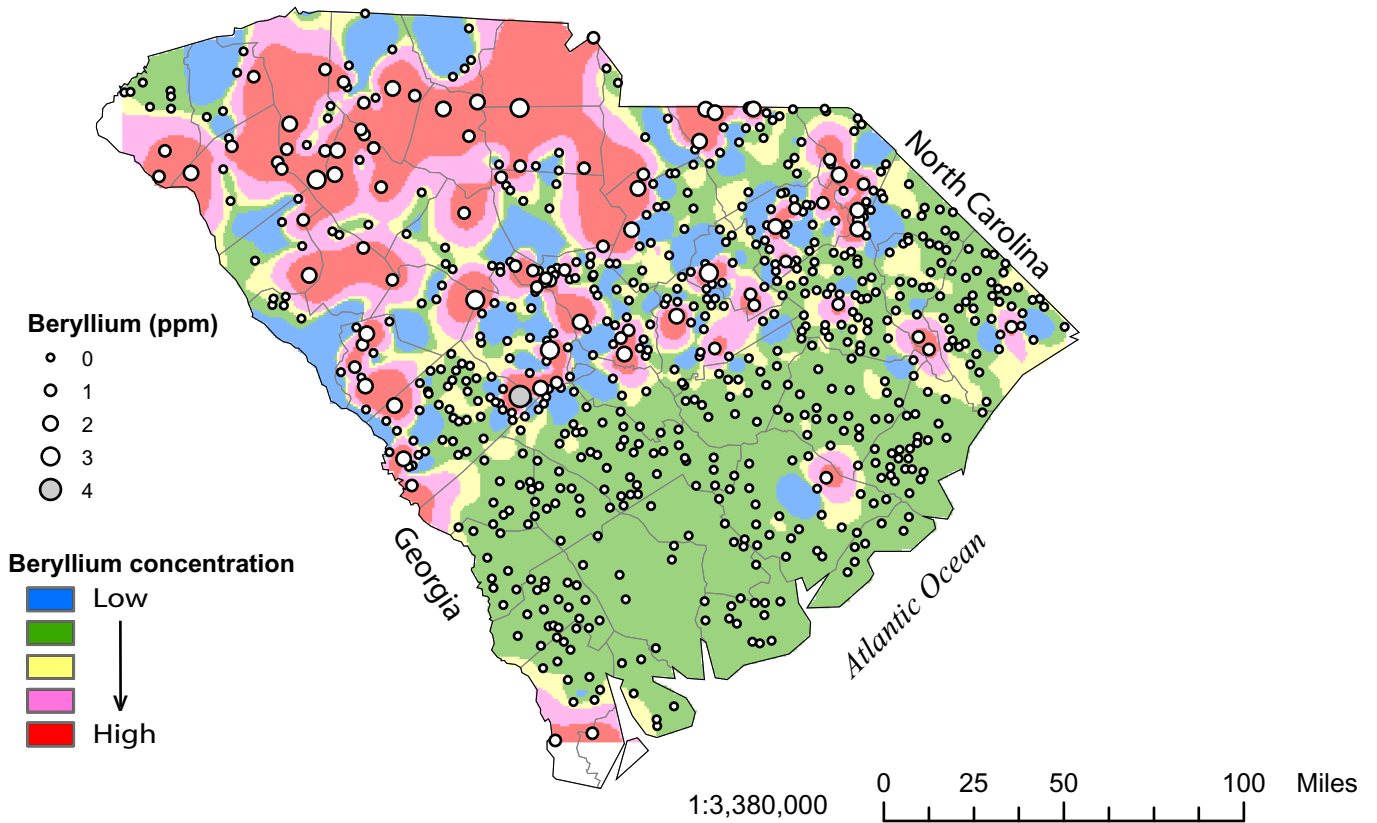 North Carolina
Beryllium (ppm)
0
1
2
3
4
Georgia
Atlantic Ocean
Beryllium concentration
Low
High
1:3,380,000
0 25 50 100 Miles